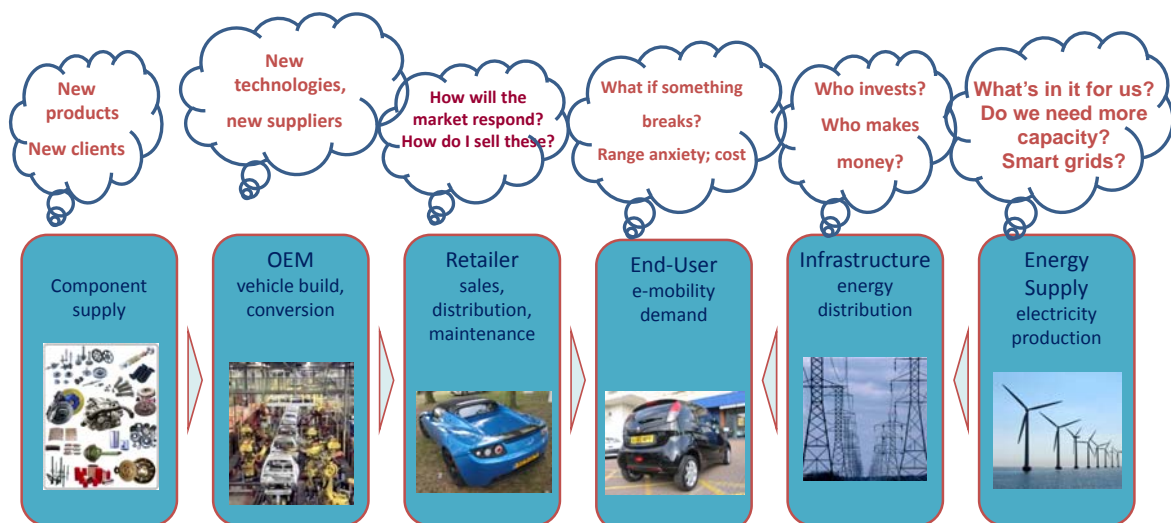 New
products
New clients
New
technologies,
new suppliers
How will the
market respond?
How do I sell these?
What if something
breaks?
Range anxiety; cost
Who invests?
Who makes
money?
What's in it for us?
Do we need more
capacity?
Smart grids?
Component
supply
OEM
vehicle build,
conversion
Retailer
sales,
distribution,
maintenance
End-User
e-mobility
demand
Infrastructure
energy
distribution
Energy
Supply
electricity
production